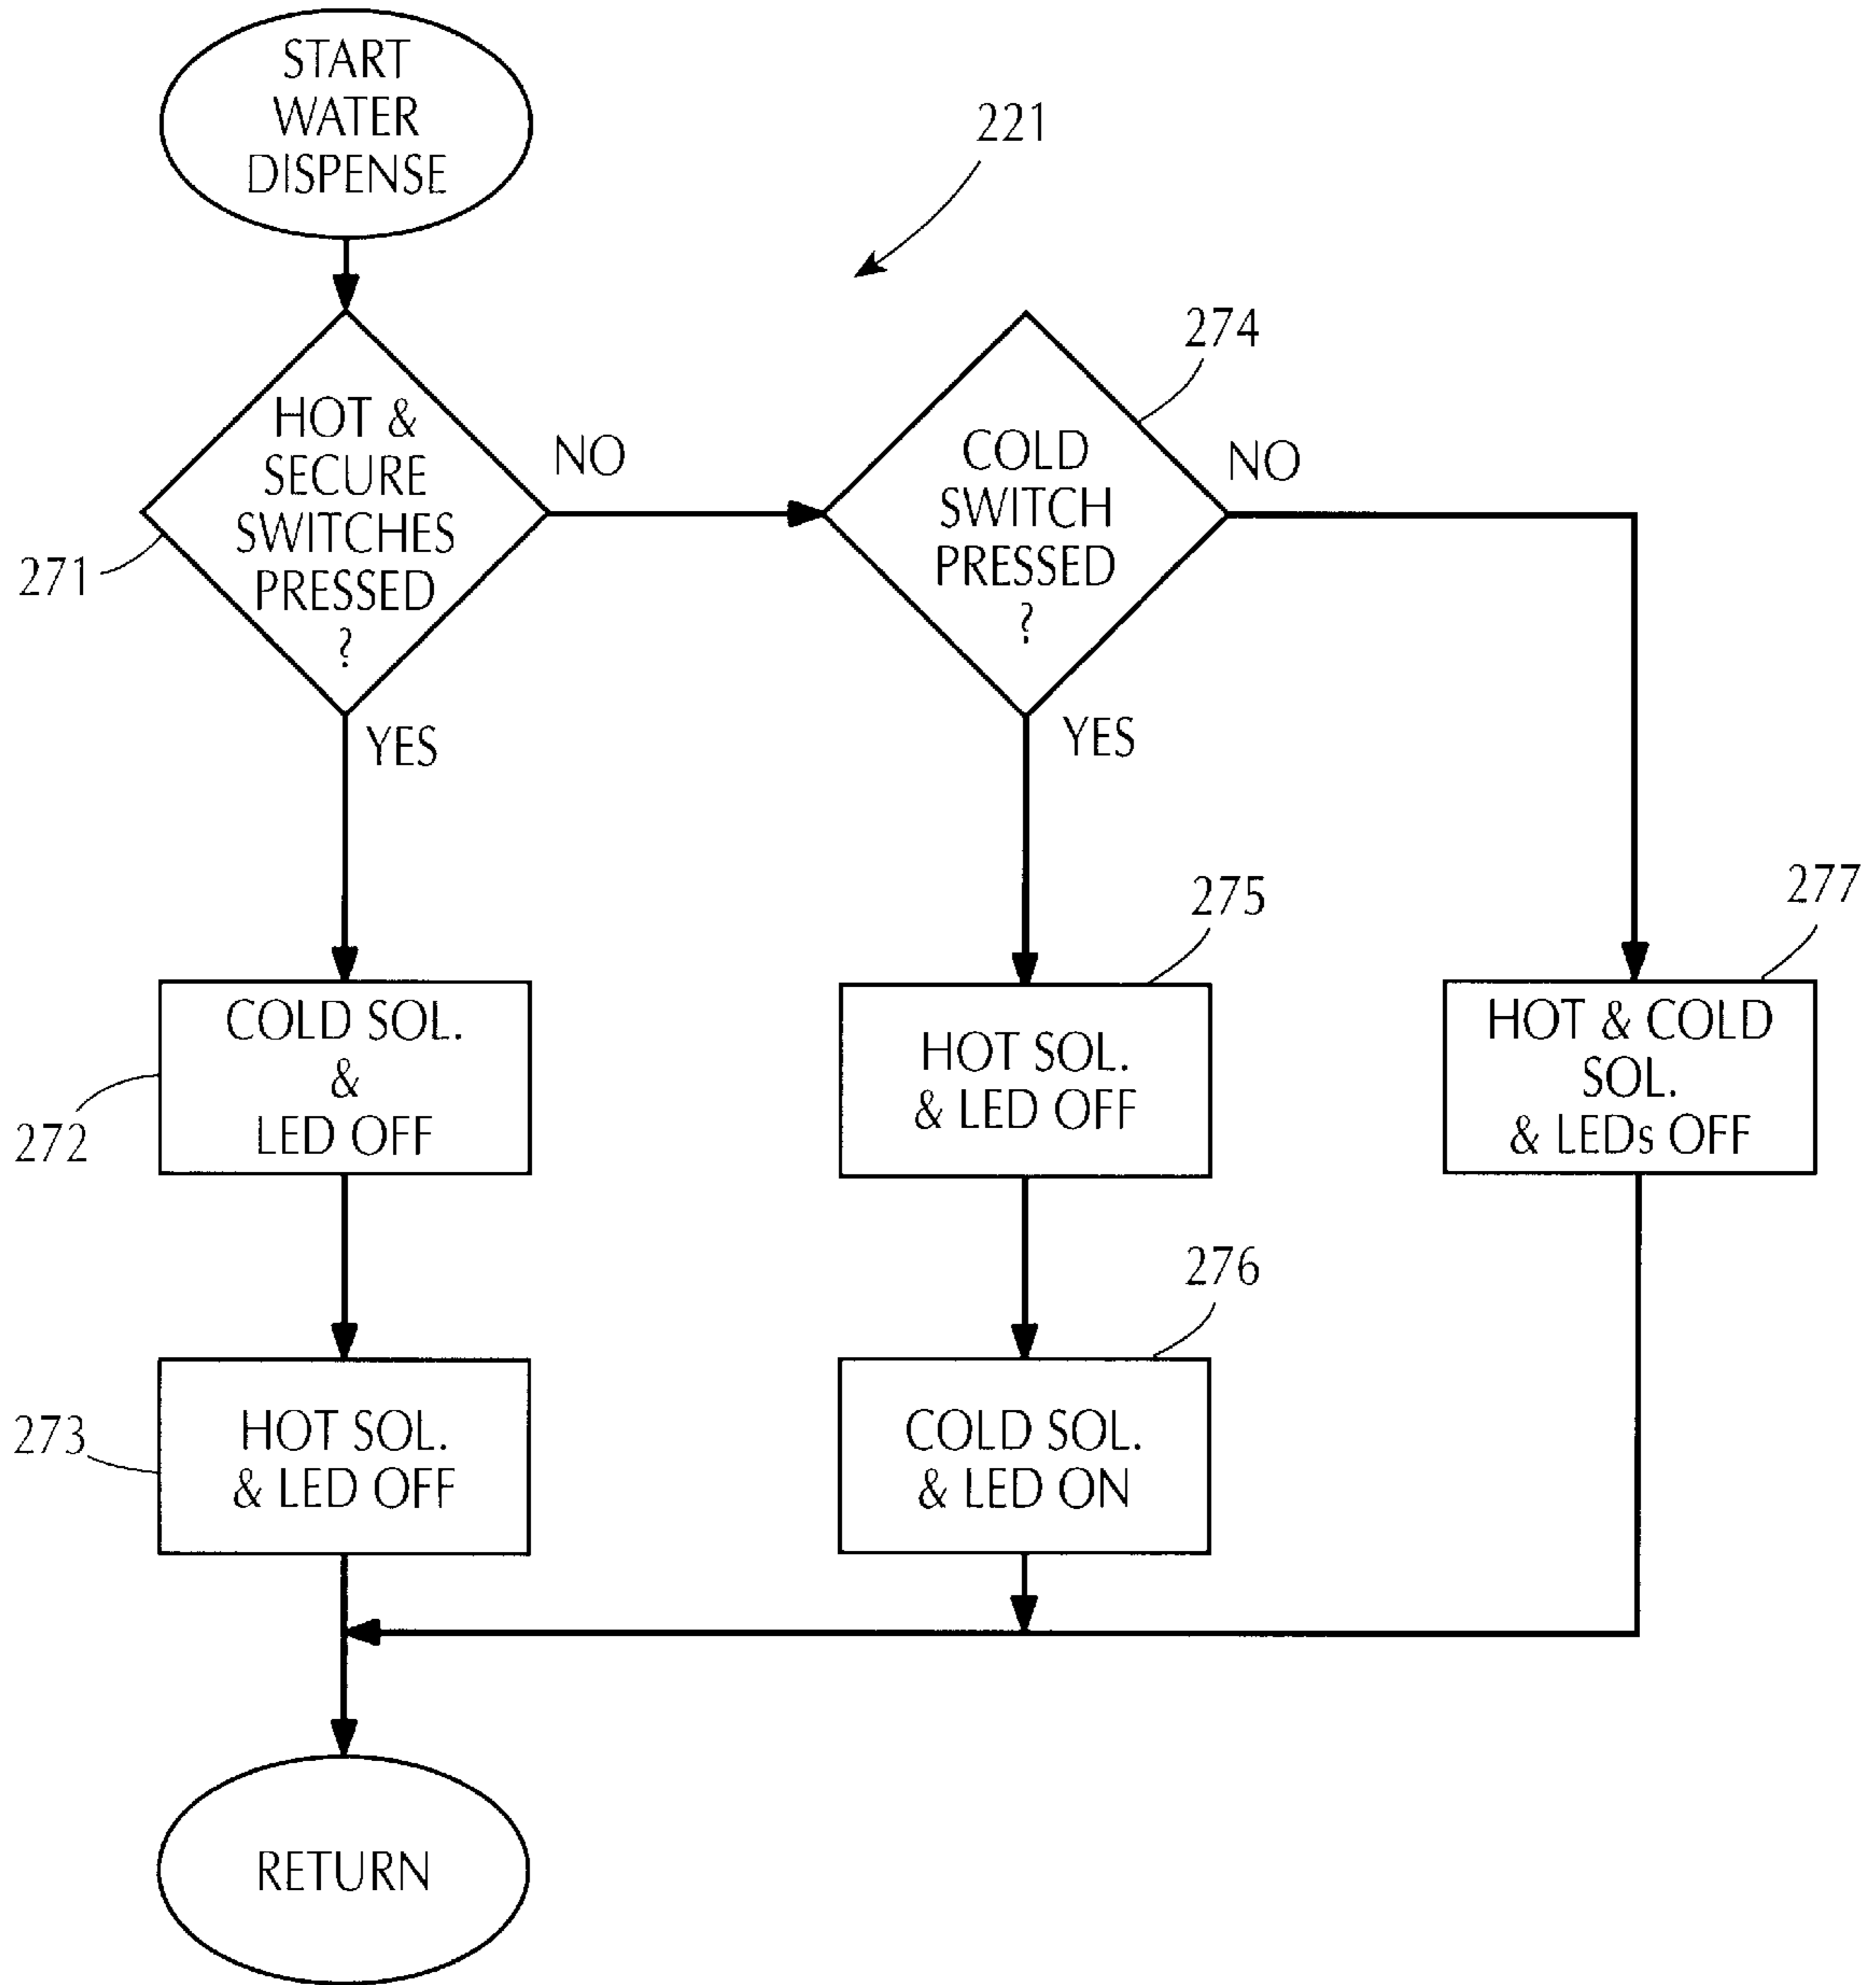 START
WATER
DISPENSE
221
HOT &
SECURE
SWITCHES
PRESSED
?
271
NO
YES
COLD
SWITCH
PRESSED
?
274
NO
YES
COLD SOL.
&
LED OFF
272
HOT SOL.
& LED OFF
275
HOT & COLD
SOL.
& LEDs OFF
277
HOT SOL.
& LED OFF
273
COLD SOL.
& LED ON
276
RETURN